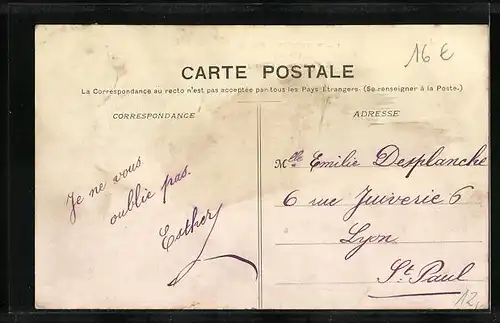 16 €
CARTE POSTALE
La Correspondance au recto n'est pas acceptée par tous les Pays Étrangers. (Se renseigner à la Poste.)
CORRESPONDANCE
Je ne vous
oublie pas.
Esther
ADRESSE
Mlle Emilie Desplanche
6 rue Juiverie 6
Lyon
St Paul
12,